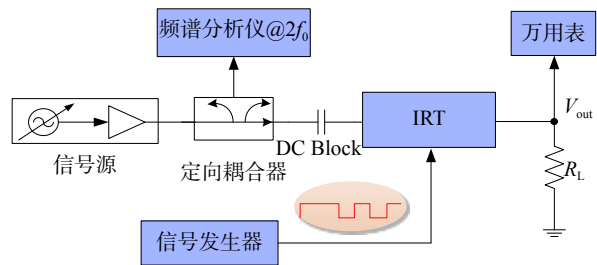 频谱分析仪@2f₀
万用表
信号源
定向耦合器
DC Block
IRT
Vout
RL
信号发生器